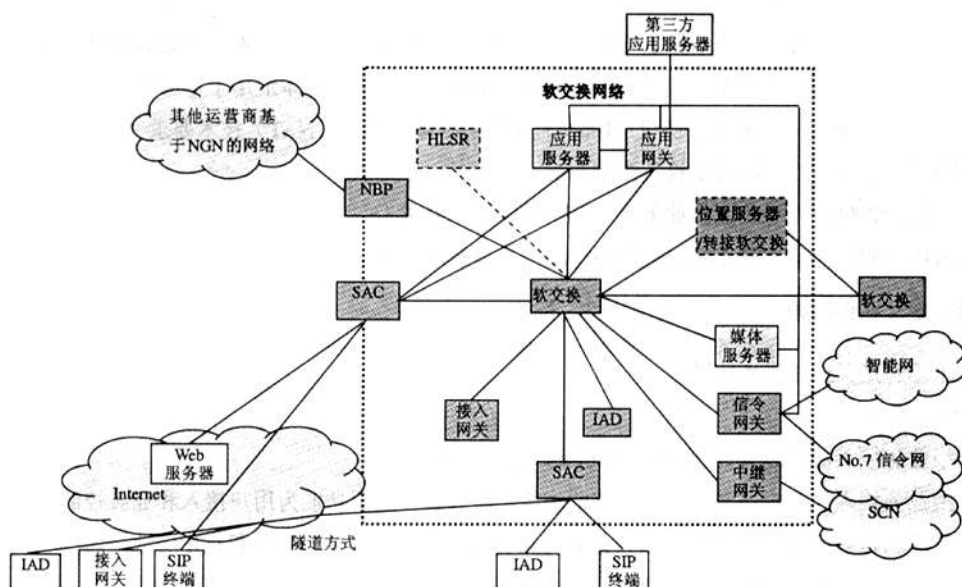 第三方
应用服务器
软交换网络
其他运营商基
于NGN的网络
HLSR
应用
服务器
应用
网关
NBP
位置服务器
/转接软交换
SAC
软交换
软交换
媒体
服务器
智能网
接入
网关
IAD
信令
网关
Web
服务器
Internet
SAC
中继
网关
No.7信令网
SCN
隧道方式
IAD
接入
网关
SIP
终端
IAD
SIP
终端